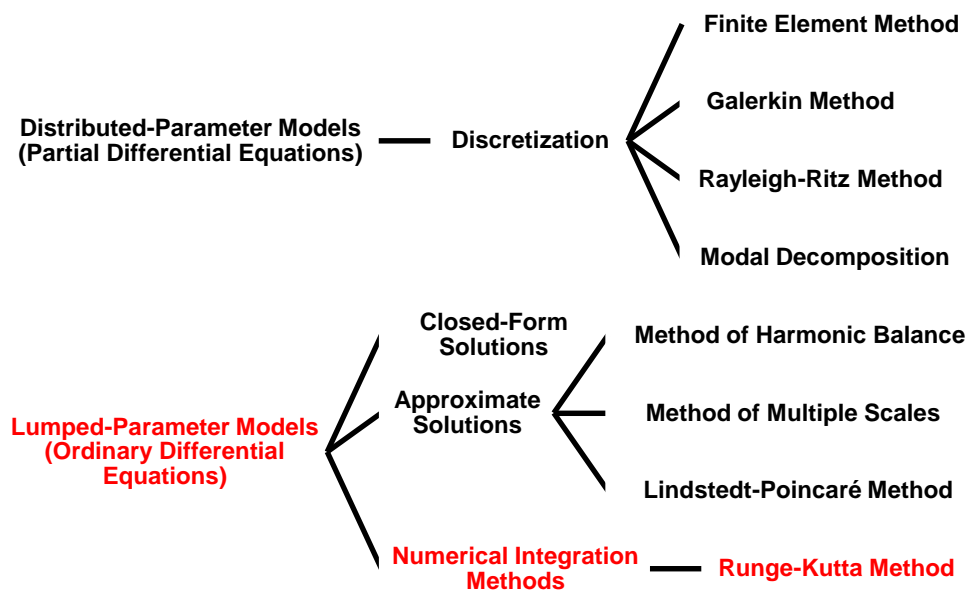 Finite Element Method
Galerkin Method
Distributed-Parameter Models
(Partial Differential Equations)
Discretization
Rayleigh-Ritz Method
Modal Decomposition
Closed-Form
Solutions
Method of Harmonic Balance
Approximate
Solutions
Method of Multiple Scales
Lumped-Parameter Models
(Ordinary Differential
Equations)
Lindstedt-Poincaré Method
Numerical Integration
Methods
Runge-Kutta Method